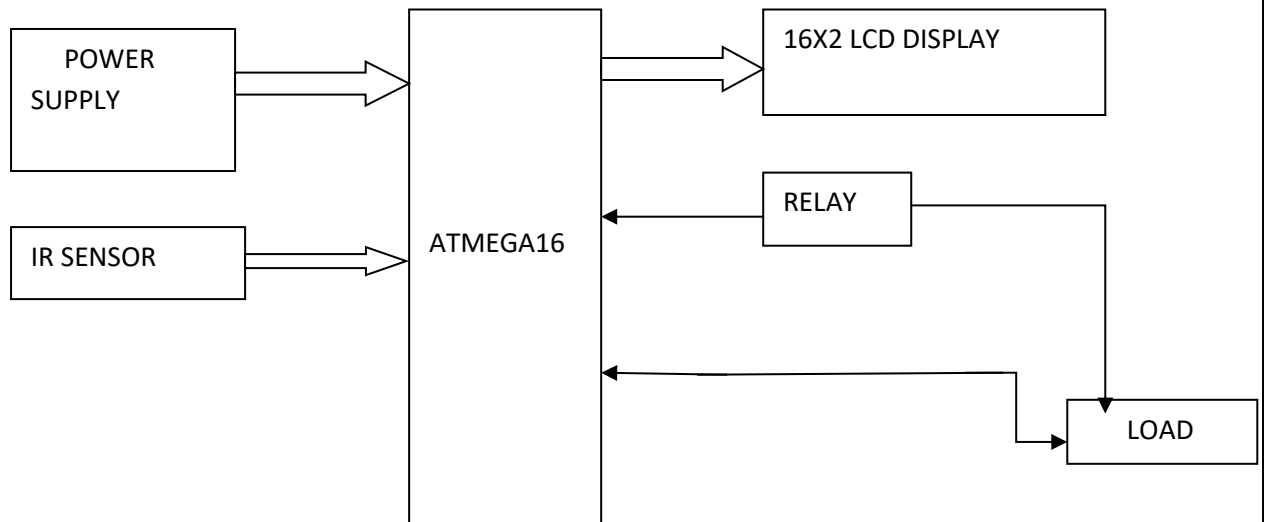 POWER
SUPPLY
IR SENSOR
ATMEGA16
16X2 LCD DISPLAY
RELAY
LOAD